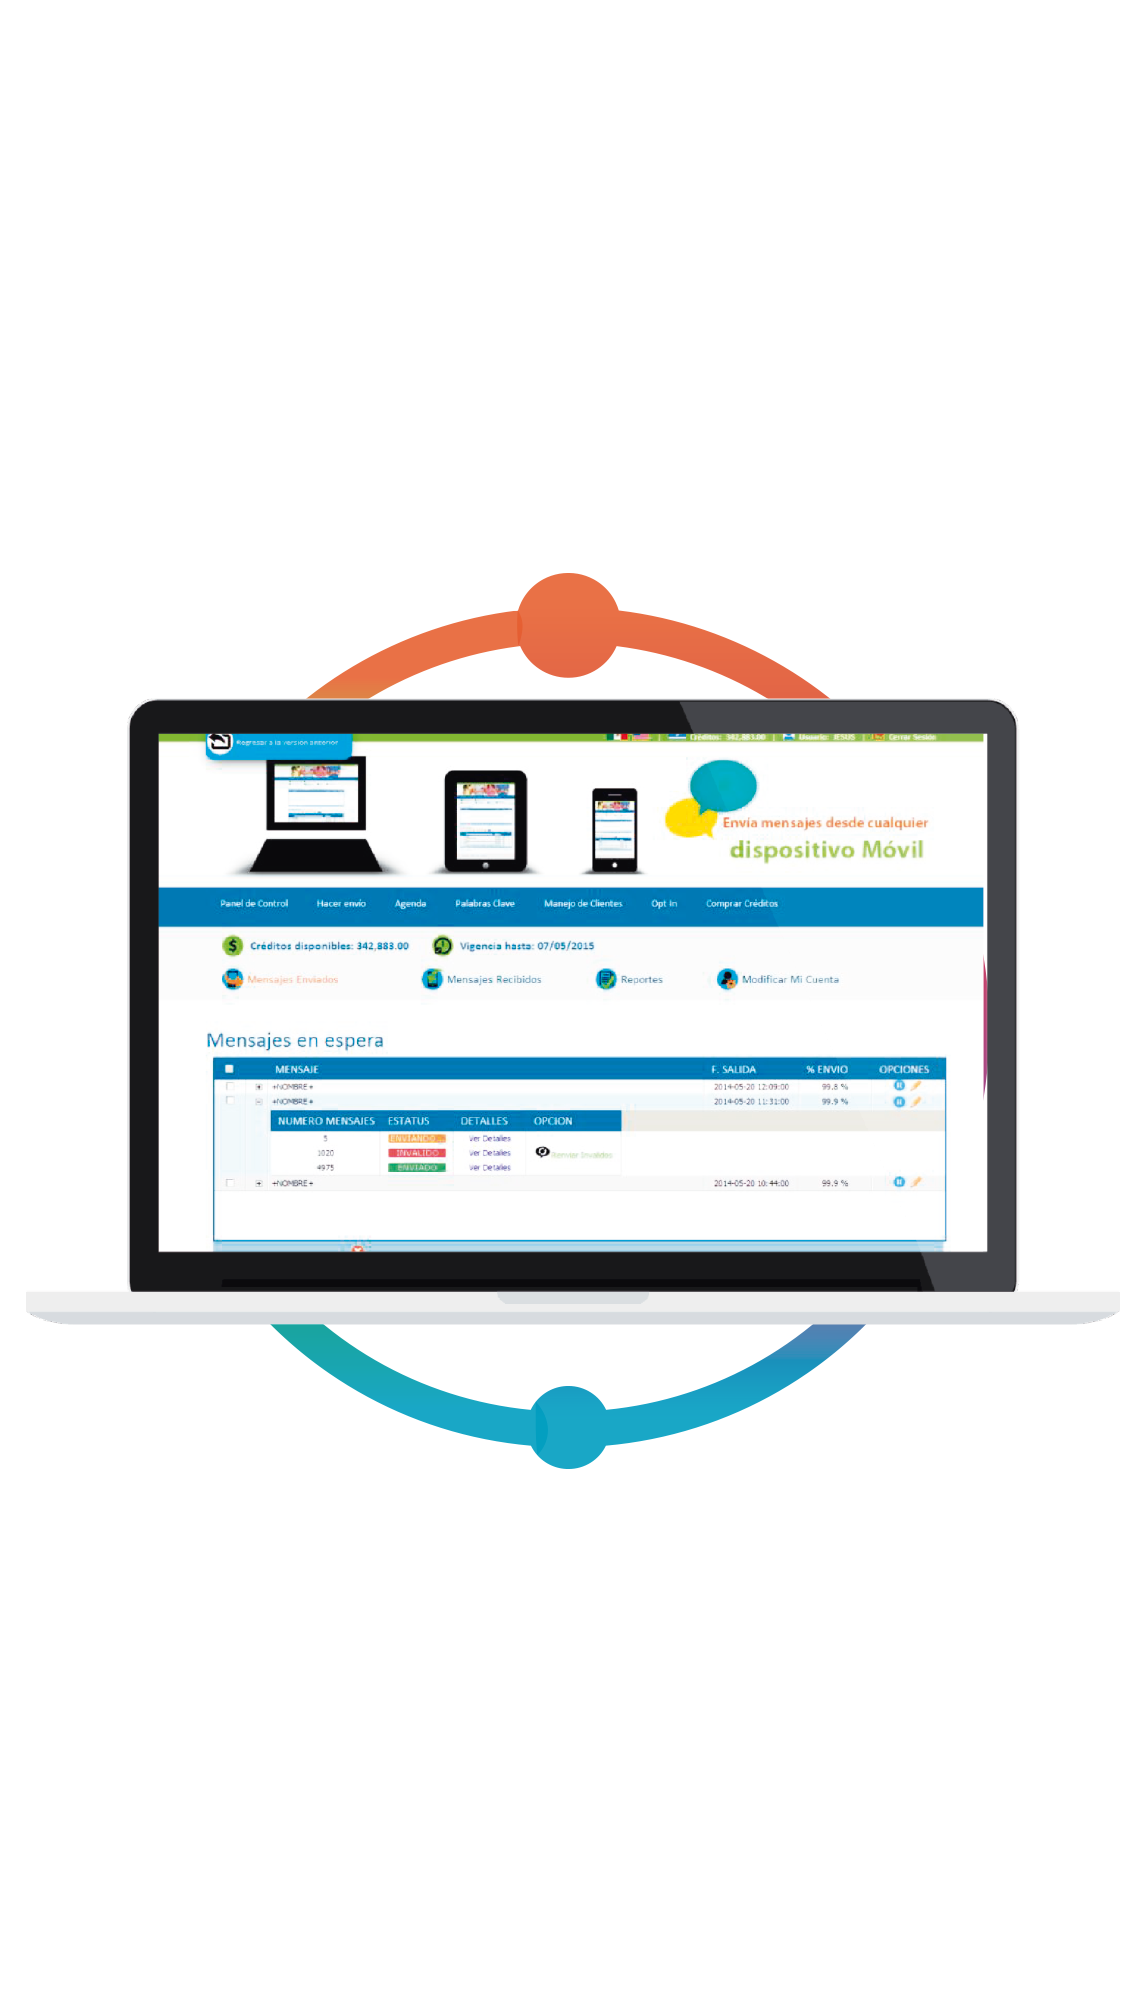 Regresar a la versión anterior
Créditos: 342,883.00 | Usuario: JESUS | Cerrar Sesión
Envía mensajes desde cualquier
dispositivo Móvil
Panel de Control Hacer envío Agenda Palabras Clave Manejo de Clientes Opt In Comprar Créditos
Créditos disponibles: 342,883.00 Vigencia hasta: 07/05/2015
Mensajes Enviados Mensajes Recibidos Reportes Modificar Mi Cuenta
Mensajes en espera
MENSAJE F. SALIDA % ENVIO OPCIONES
+NOMBRE+ 2014-05-20 12:09:00 99.8 %
+NOMBRE+ 2014-05-20 11:31:00 99.9 %
NUMERO MENSAJES ESTATUS DETALLES OPCION
5 ENVIANDO... Ver Detalles
1020 INVALIDO Ver Detalles Inválidos
4975 ENVIADO Ver Detalles
+NOMBRE+ 2014-05-20 10:44:00 99.9 %